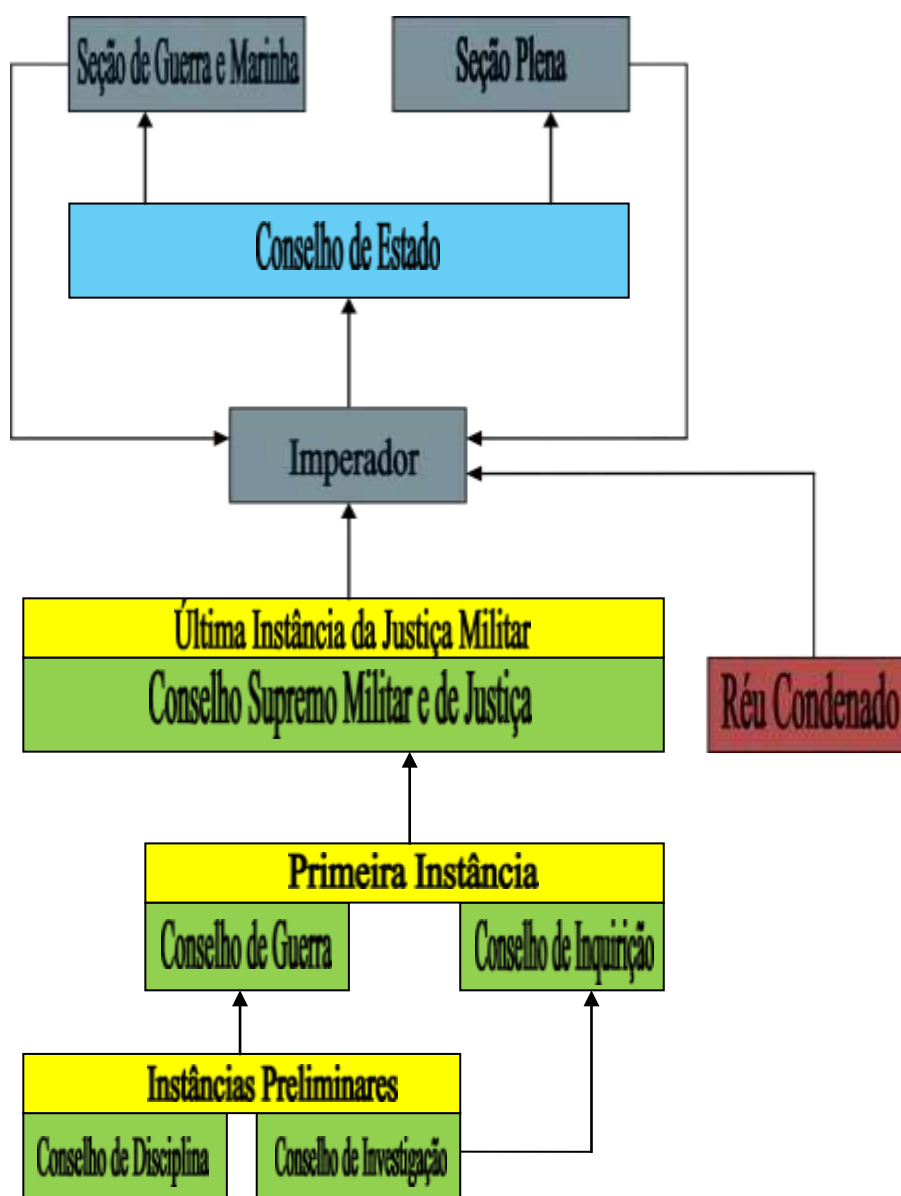 Seção de Guerra e Marinha
Seção Plena
Conselho de Estado
Imperador
Última Instância da Justiça Militar
Conselho Supremo Militar e de Justiça
Réu Condenado
Primeira Instância
Conselho de Guerra
Conselho de Inquirição
Instâncias Preliminares
Conselho de Disciplina
Conselho de Investigação